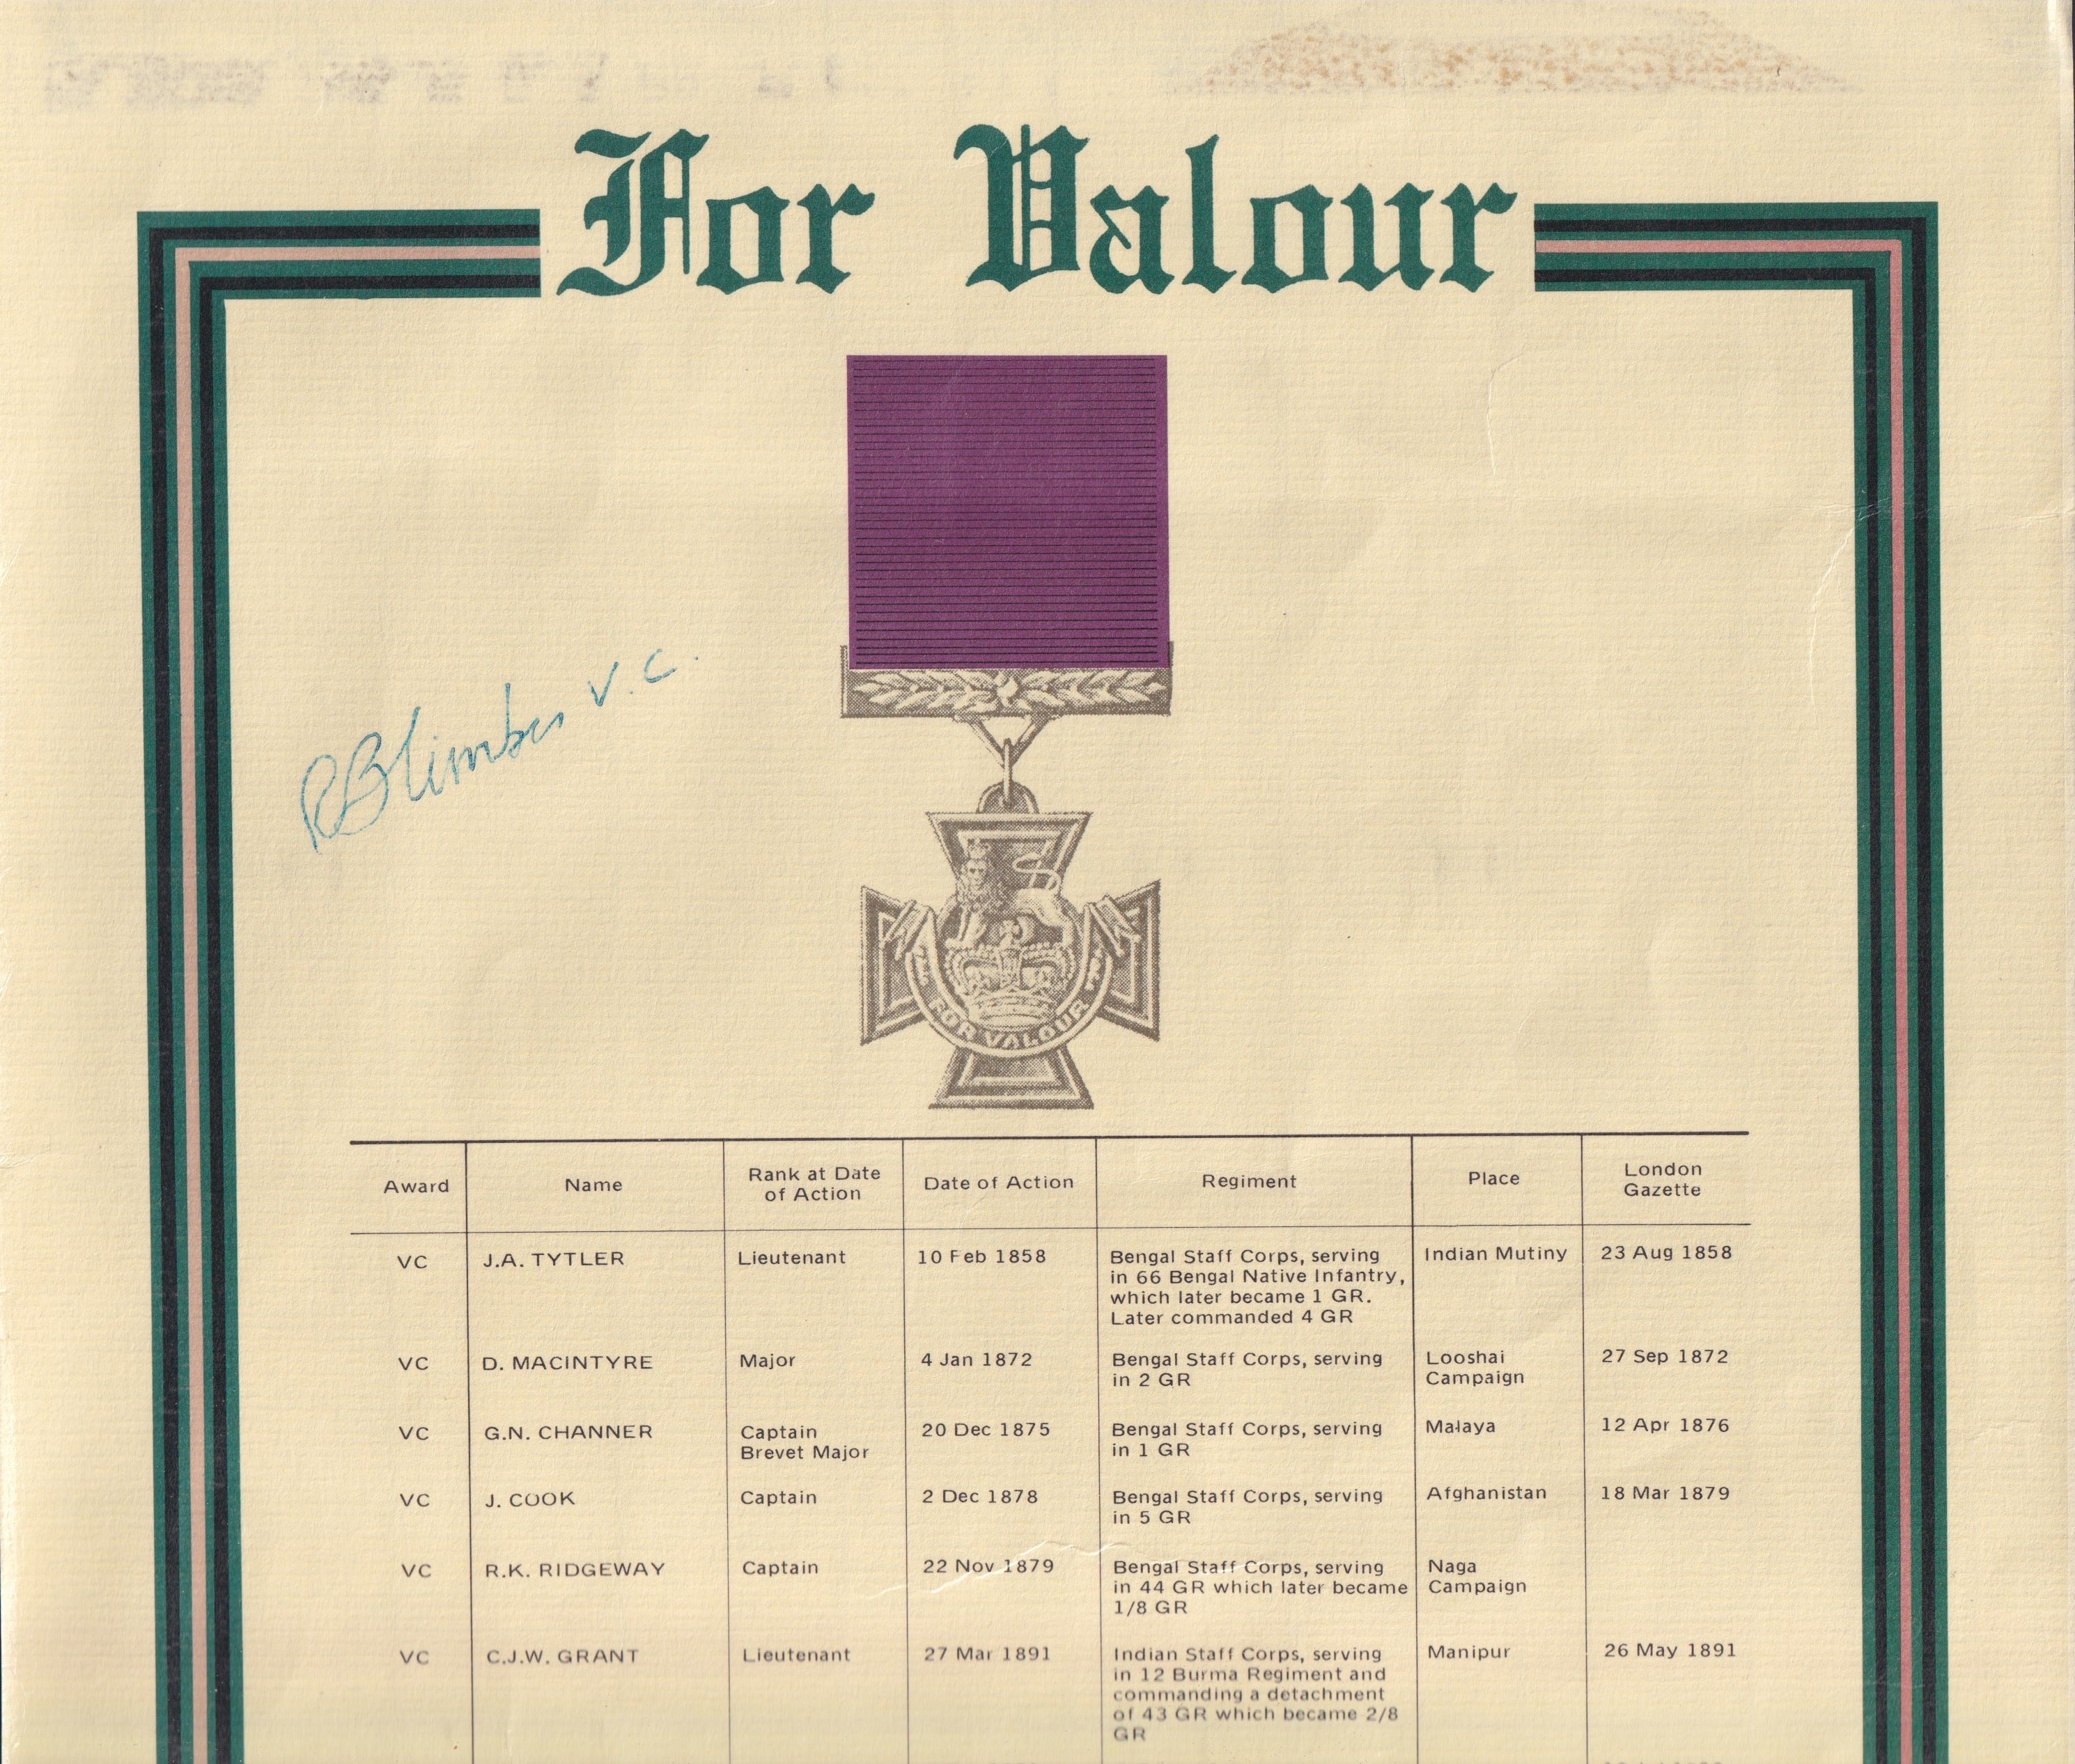 For Valour
RBLimbu V.C.
FOR VALOUR
Award Name Rank at Date of Action Date of Action Regiment Place London Gazette
VC J.A. TYTLER Lieutenant 10 Feb 1858 Bengal Staff Corps, serving Indian Mutiny 23 Aug 1858
in 66 Bengal Native Infantry,
which later became 1 GR.
Later commanded 4 GR
VC D. MACINTYRE Major 4 Jan 1872 Bengal Staff Corps, serving Looshai 27 Sep 1872
in 2 GR Campaign
VC G.N. CHANNER Captain 20 Dec 1875 Bengal Staff Corps, serving Malaya 12 Apr 1876
Brevet Major in 1 GR
VC J. COOK Captain 2 Dec 1878 Bengal Staff Corps, serving Afghanistan 18 Mar 1879
in 5 GR
VC R.K. RIDGEWAY Captain 22 Nov 1879 Bengal Staff Corps, serving Naga
in 44 GR which later became Campaign
1/8 GR
VC C.J.W. GRANT Lieutenant 27 Mar 1891 Indian Staff Corps, serving Manipur 26 May 1891
in 12 Burma Regiment and
commanding a detachment
of 43 GR which became 2/8
GR